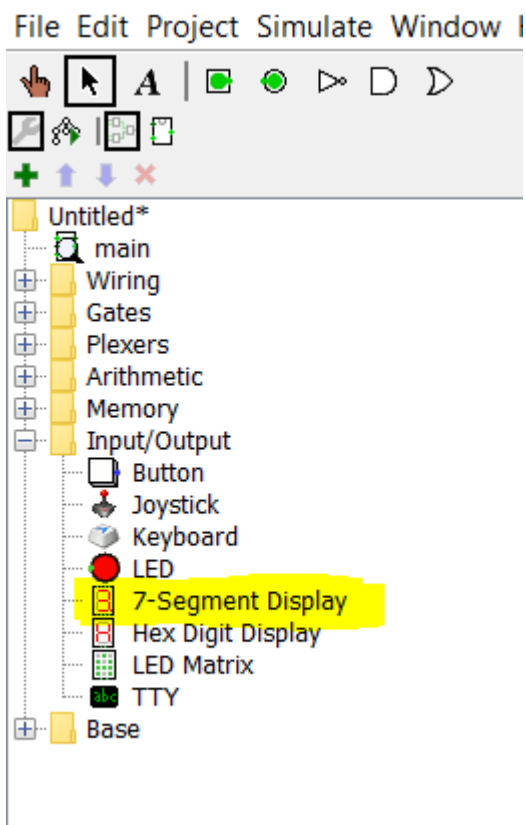 File Edit Project Simulate Window
A
Untitled*
main
Wiring
Gates
Plexers
Arithmetic
Memory
Input/Output
Button
Joystick
Keyboard
LED
7-Segment Display
Hex Digit Display
LED Matrix
abc TTY
Base